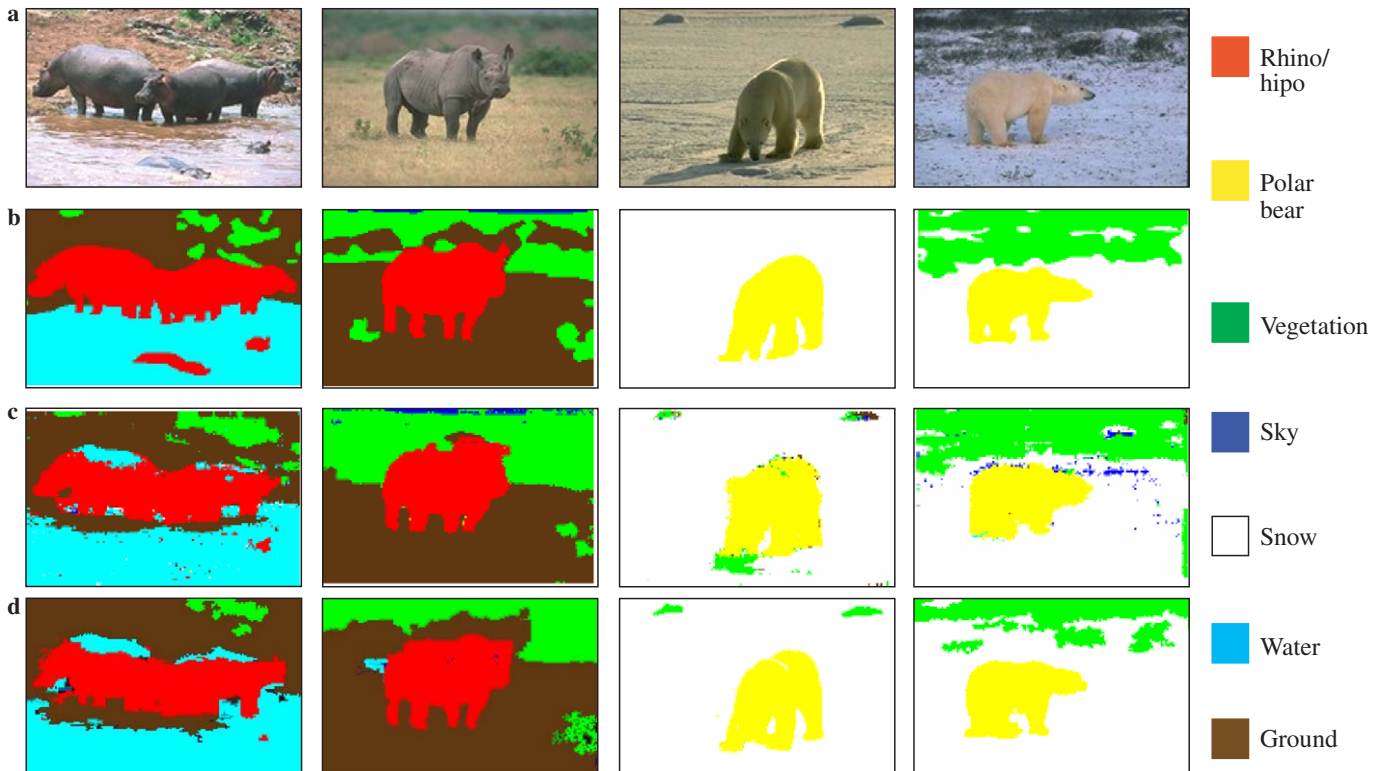 a
b
c
d
Rhino/
hipo
Polar
bear
Vegetation
Sky
Snow
Water
Ground